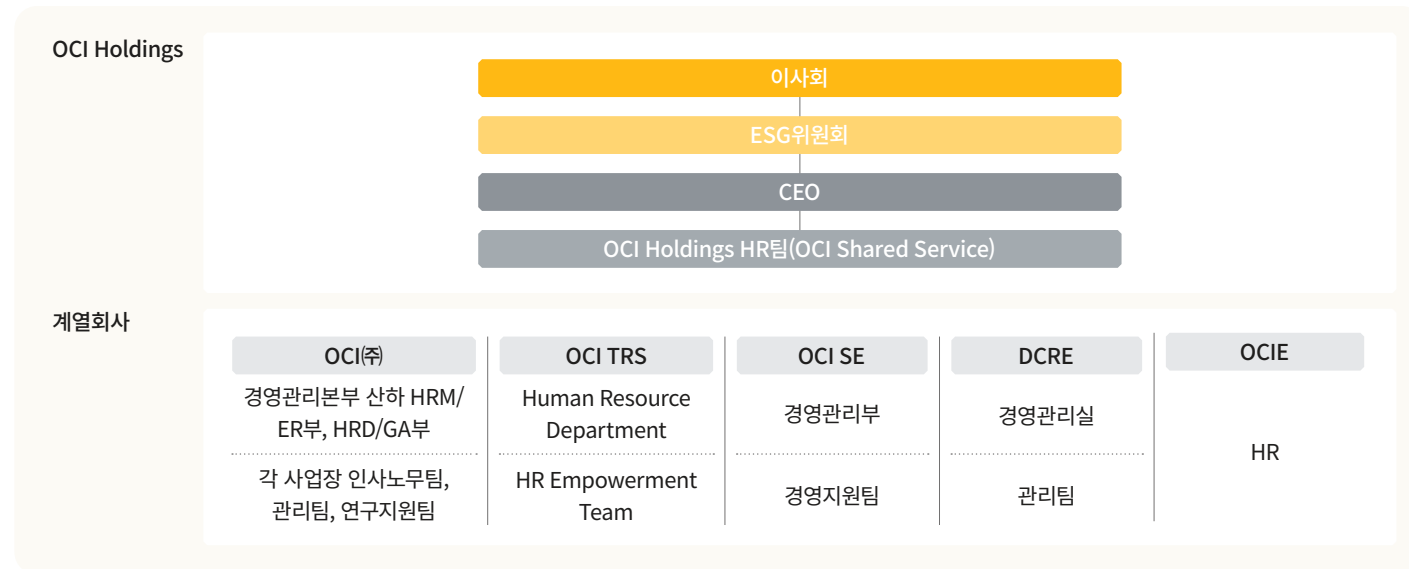 OCI Holdings
이사회
ESG위원회
CEO
OCI Holdings HR팀(OCI Shared Service)
계열회사
OCI㈜
경영관리본부 산하 HRM/
ER부, HRD/GA부
각 사업장 인사노무팀,
관리팀, 연구지원팀
OCI TRS
Human Resource
Department
HR Empowerment
Team
OCI SE
경영관리부
경영지원팀
DCRE
경영관리실
관리팀
OCIE
HR